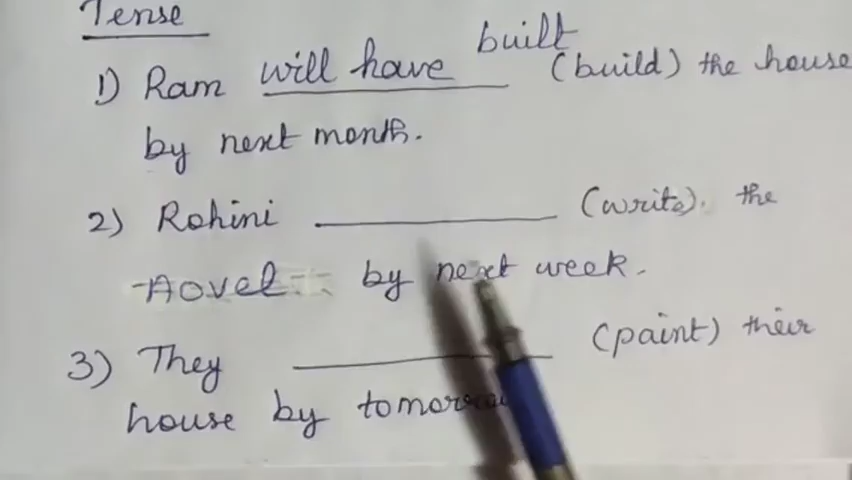 Tense
1) Ram will have built (build) the house
by next month.
2) Rohini (write). the
Novel by next week.
3) They (paint) their
house by tomorrow